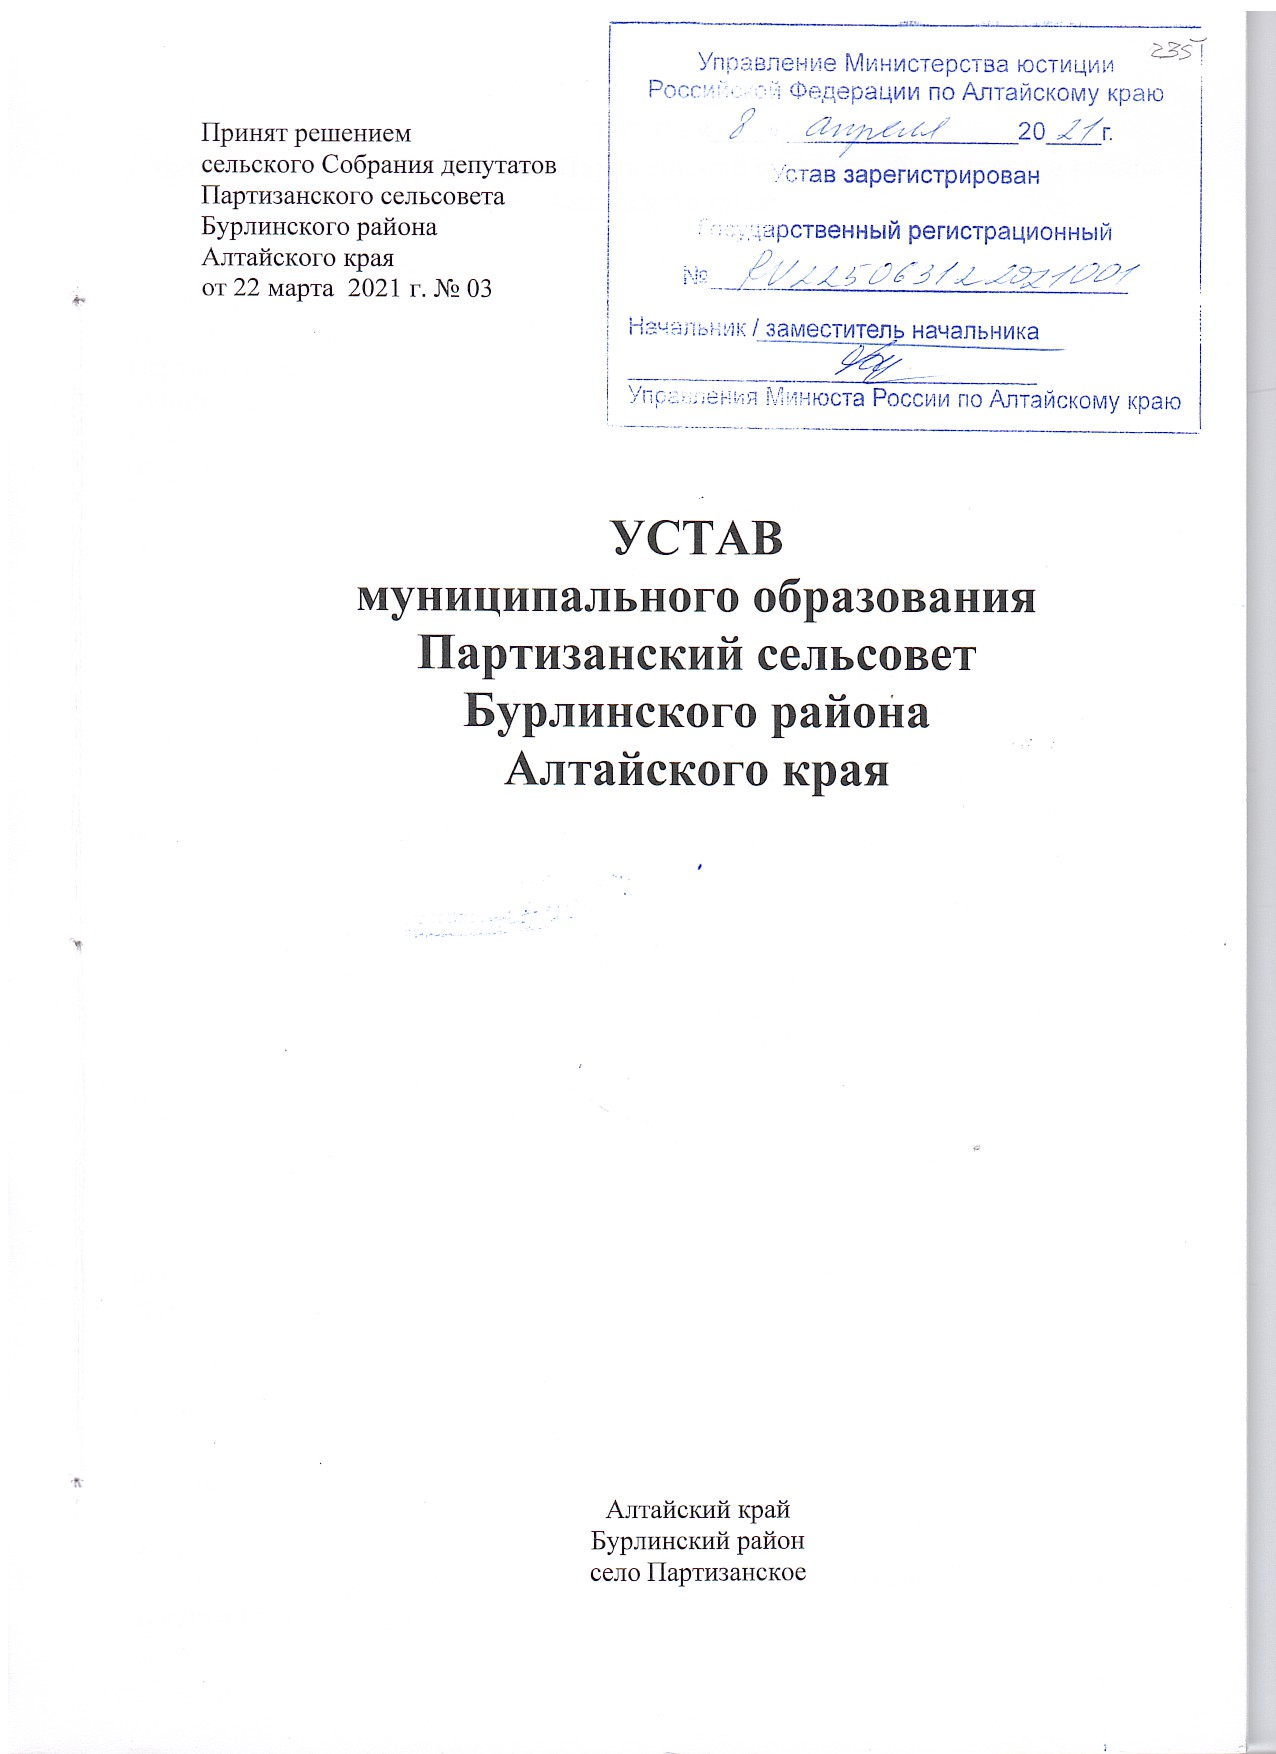 Принят решением
сельского Собрания депутатов
Партизанского сельсовета
Бурлинского района
Алтайского края
от 22 марта 2021 г. № 03
235
Управление Министерства юстиции
Российской Федерации по Алтайскому краю
8 апреля 2021 г.
Устав зарегистрирован
Государственный регистрационный
№ RU225063122021001
Начальник / заместитель начальника
Управления Минюста России по Алтайскому краю
УСТАВ
муниципального образования
Партизанский сельсовет
Бурлинского района
Алтайского края
Алтайский край
Бурлинский район
село Партизанское